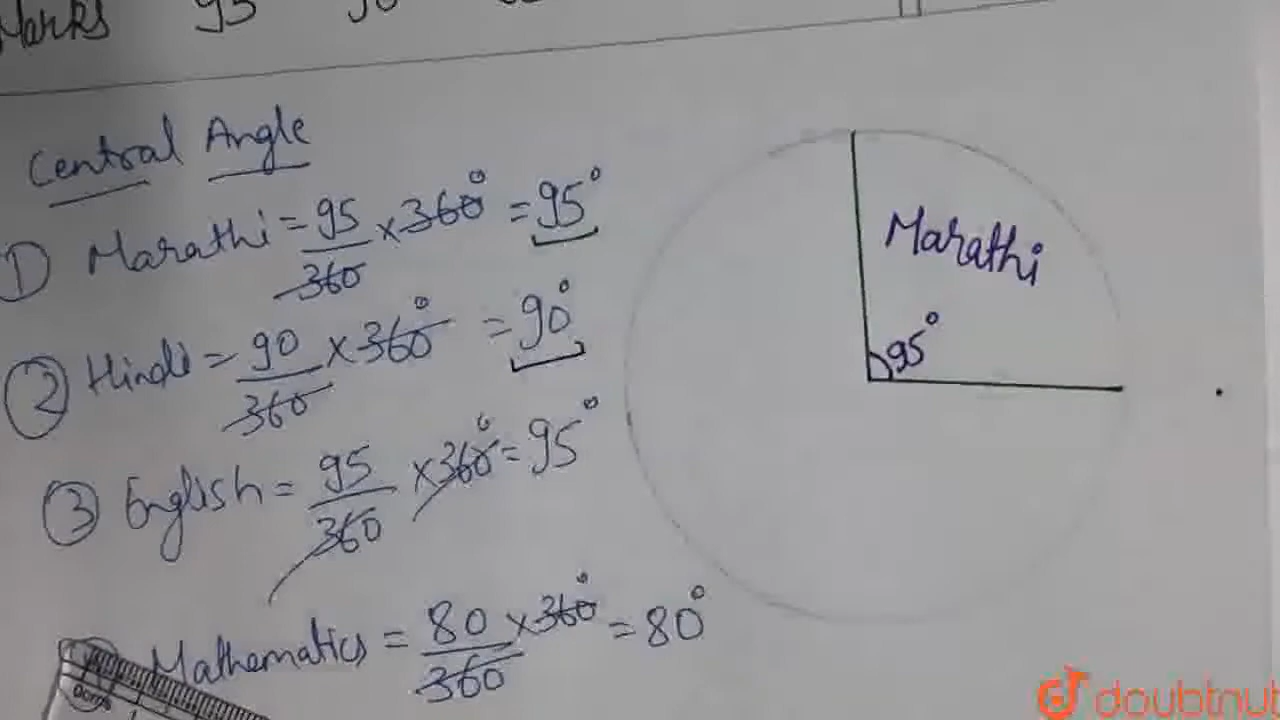 Marks 95 90
Central Angle
① Marathi = 95/360 × 360° = 95°
② Hindi = 90/360 × 360° = 90°
③ English = 95/360 × 360° = 95°
Mathematics = 80/360 × 360° = 80°
Marathi
95°
doubtnut